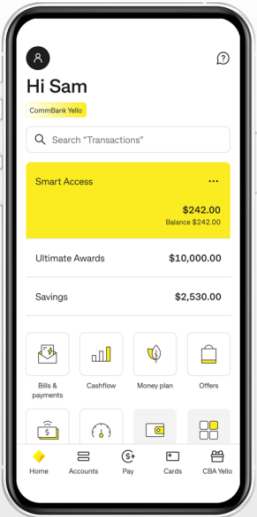 Hi Sam
CommBank Yello
Search "Transactions"
Smart Access
$242.00
Balance $242.00
Ultimate Awards $10,000.00
Savings $2,530.00
Bills & payments Cashflow Money plan Offers
Home Accounts Pay Cards CBA Yello